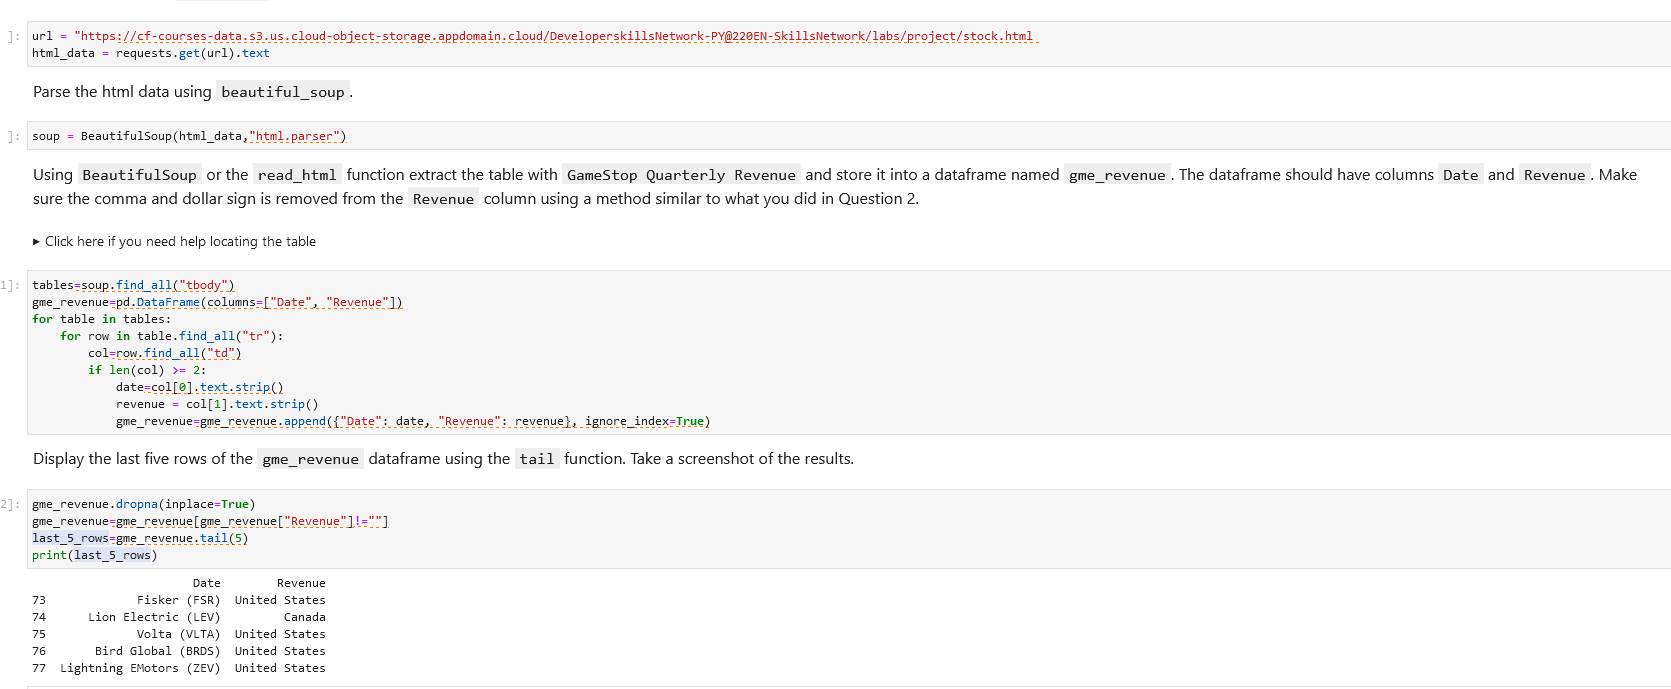 ]: url = "https://cf-courses-data.s3.us.cloud-object-storage.appdomain.cloud/DeveloperskillsNetwork-PY@220EN-SkillsNetwork/labs/project/stock.html
html_data = requests.get(url).text
Parse the html data using beautiful_soup.
]: soup = BeautifulSoup(html_data,"html.parser")
Using BeautifulSoup or the read_html function extract the table with GameStop Quarterly Revenue and store it into a dataframe named gme_revenue. The dataframe should have columns Date and Revenue. Make
sure the comma and dollar sign is removed from the Revenue column using a method similar to what you did in Question 2.
▸ Click here if you need help locating the table
1]: tables=soup.find_all("tbody")
gme_revenue=pd.DataFrame(columns=["Date", "Revenue"])
for table in tables:
    for row in table.find_all("tr"):
        col=row.find_all("td")
        if len(col) >= 2:
            date=col[0].text.strip()
            revenue = col[1].text.strip()
            gme_revenue=gme_revenue.append({"Date": date, "Revenue": revenue}, ignore_index=True)
Display the last five rows of the gme_revenue dataframe using the tail function. Take a screenshot of the results.
2]: gme_revenue.dropna(inplace=True)
gme_revenue=gme_revenue[gme_revenue["Revenue"]!=""]
last_5_rows=gme_revenue.tail(5)
print(last_5_rows)
Date Revenue
73 Fisker (FSR) United States
74 Lion Electric (LEV) Canada
75 Volta (VLTA) United States
76 Bird Global (BRDS) United States
77 Lightning EMotors (ZEV) United States